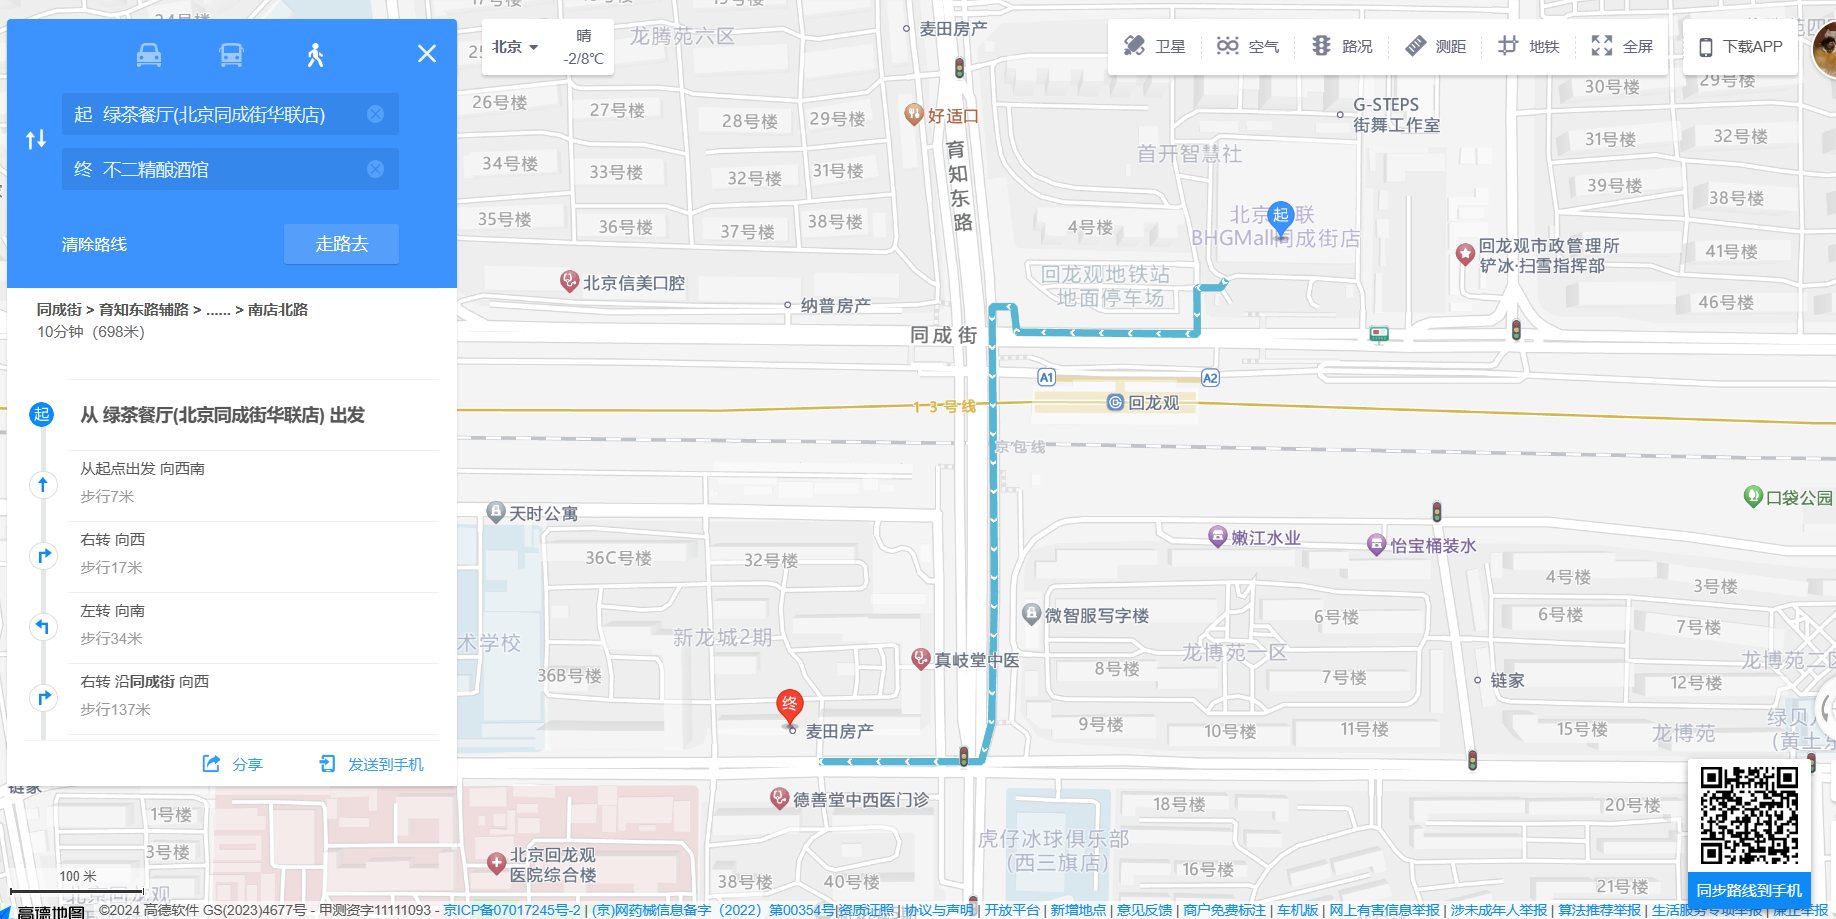 起 绿茶餐厅(北京同成街华联店)
终 不二精酿酒馆
清除路线
走路去
同成街 > 育知东路辅路 > ...... > 南店北路
10分钟 (698米)
起 从 绿茶餐厅(北京同成街华联店) 出发
从起点出发 向西南
步行7米
右转 向西
步行17米
左转 向南
步行34米
右转 沿同成街 向西
步行137米
分享
发送到手机
北京
晴
-2/8℃
卫星
空气
路况
测距
地铁
全屏
下载APP
龙腾苑六区
麦田房产
26号楼
27号楼
28号楼
29号楼
好适口
34号楼
33号楼
32号楼
31号楼
35号楼
36号楼
37号楼
38号楼
育知东路
G-STEPS
街舞工作室
首开智慧社
4号楼
起
BHGMall同成街店
30号楼
29号楼
31号楼
32号楼
39号楼
38号楼
41号楼
46号楼
回龙观市政管理所
铲冰·扫雪指挥部
回龙观地铁站
地面停车场
北京信美口腔
纳普房产
同成街
A1
A2
回龙观
13号线
京包线
天时公寓
36C号楼
32号楼
新龙城2期
36B号楼
术学校
终
麦田房产
真岐堂中医
微智服写字楼
嫩江水业
怡宝桶装水
口袋公园
4号楼
3号楼
6号楼
6号楼
7号楼
龙博苑一区
8号楼
7号楼
链家
12号楼
9号楼
10号楼
11号楼
15号楼
龙博苑
德善堂中西医门诊
北京回龙观
医院综合楼
虎仔冰球俱乐部
(西三旗店)
18号楼
20号楼
16号楼
21号楼
38号楼
40号楼
1号楼
3号楼
100 米
同步路线到手机
高德地图
©2024 高德软件 GS(2023)4677号 - 甲测资字11111093 - 京ICP备07017245号-2 | (京)网药械信息备字（2022）第00354号|资质证照 | 协议与声明 | 开放平台 | 新增地点 | 意见反馈 | 商户免费标注 | 车机版 | 网上有害信息举报 | 涉未成年人举报 | 算法推荐举报 | 生活服务专项举报 | 廉正举报